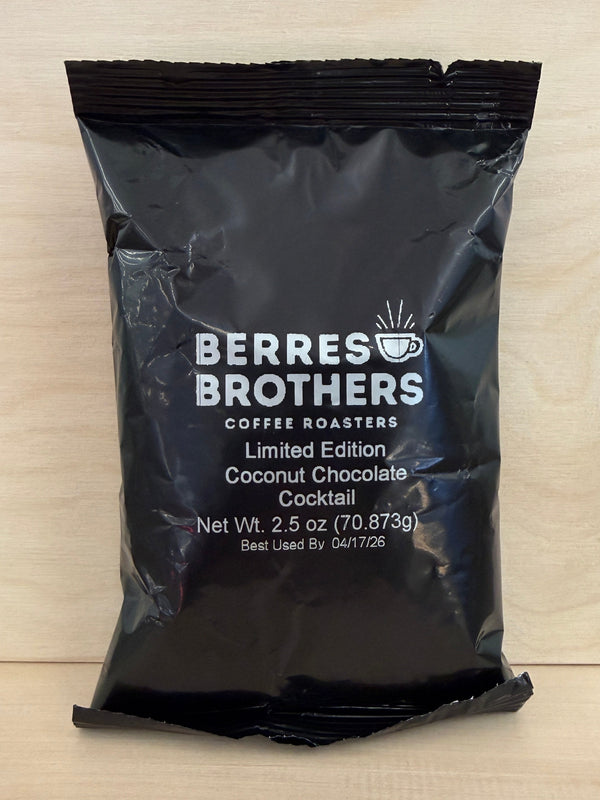 BERRES
BROTHERS
COFFEE ROASTERS
Limited Edition
Coconut Chocolate
Cocktail
Net Wt. 2.5 oz (70.873g)
Best Used By 04/17/26